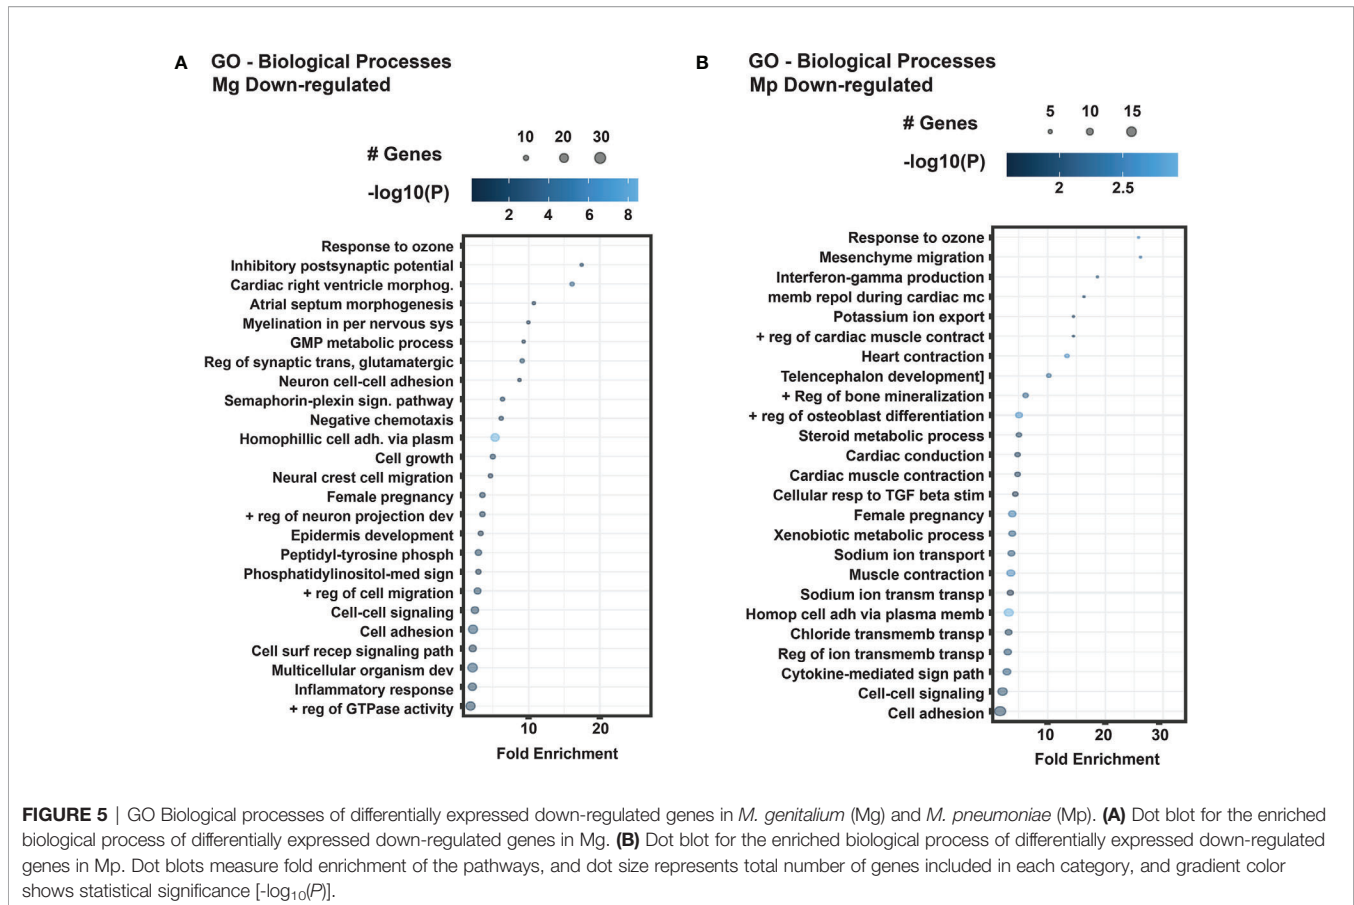 A GO - Biological Processes
Mg Down-regulated
# Genes
10 20 30
-log10(P)
2 4 6 8
Response to ozone
Inhibitory postsynaptic potential
Cardiac right ventricle morphog.
Atrial septum morphogenesis
Myelination in per nervous sys
GMP metabolic process
Reg of synaptic trans, glutamatergic
Neuron cell-cell adhesion
Semaphorin-plexin sign. pathway
Negative chemotaxis
Homophillic cell adh. via plasm
Cell growth
Neural crest cell migration
Female pregnancy
+ reg of neuron projection dev
Epidermis development
Peptidyl-tyrosine phosph
Phosphatidylinositol-med sign
+ reg of cell migration
Cell-cell signaling
Cell adhesion
Cell surf recep signaling path
Multicellular organism dev
Inflammatory response
+ reg of GTPase activity
10 20
Fold Enrichment
B GO - Biological Processes
Mp Down-regulated
# Genes
5 10 15
-log10(P)
2 2.5
Response to ozone
Mesenchyme migration
Interferon-gamma production
memb repol during cardiac mc
Potassium ion export
+ reg of cardiac muscle contract
Heart contraction
Telencephalon development]
+ Reg of bone mineralization
+ reg of osteoblast differentiation
Steroid metabolic process
Cardiac conduction
Cardiac muscle contraction
Cellular resp to TGF beta stim
Female pregnancy
Xenobiotic metabolic process
Sodium ion transport
Muscle contraction
Sodium ion transm transp
Homop cell adh via plasma memb
Chloride transmemb transp
Reg of ion transmemb transp
Cytokine-mediated sign path
Cell-cell signaling
Cell adhesion
10 20 30
Fold Enrichment
FIGURE 5 | GO Biological processes of differentially expressed down-regulated genes in M. genitalium (Mg) and M. pneumoniae (Mp). (A) Dot blot for the enriched
biological process of differentially expressed down-regulated genes in Mg. (B) Dot blot for the enriched biological process of differentially expressed down-regulated
genes in Mp. Dot blots measure fold enrichment of the pathways, and dot size represents total number of genes included in each category, and gradient color
shows statistical significance [-log10(P)].